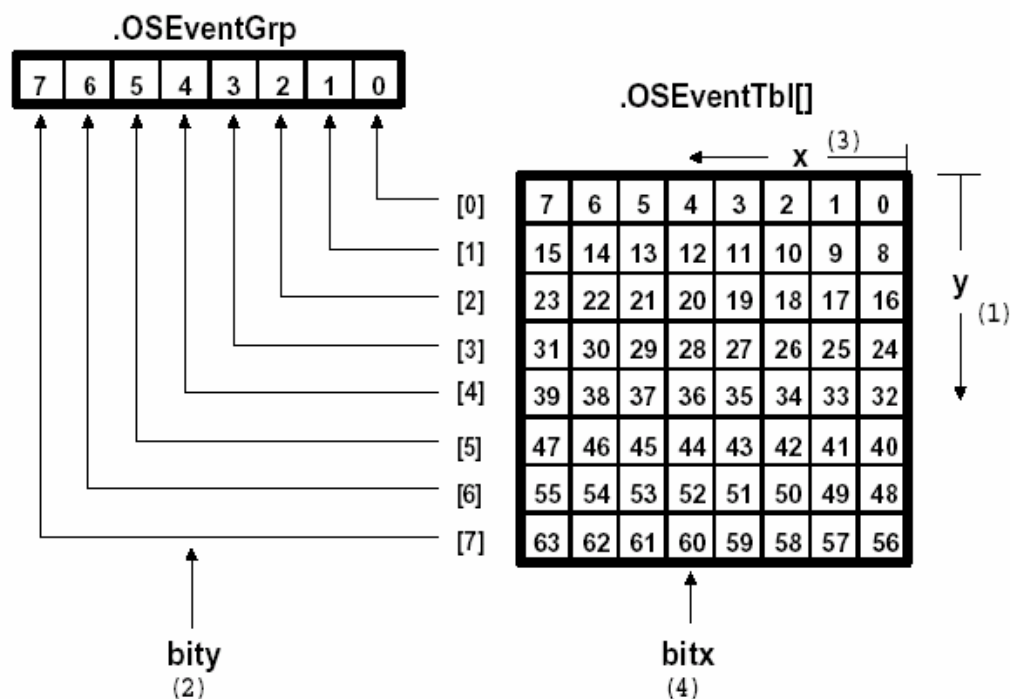 .OSEventGrp
7 6 5 4 3 2 1 0
.OSEventTbl[]
x (3)
[0] 7 6 5 4 3 2 1 0
[1] 15 14 13 12 11 10 9 8
[2] 23 22 21 20 19 18 17 16
y
(1)
[3] 31 30 29 28 27 26 25 24
[4] 39 38 37 36 35 34 33 32
[5] 47 46 45 44 43 42 41 40
[6] 55 54 53 52 51 50 49 48
[7] 63 62 61 60 59 58 57 56
bity
(2)
bitx
(4)